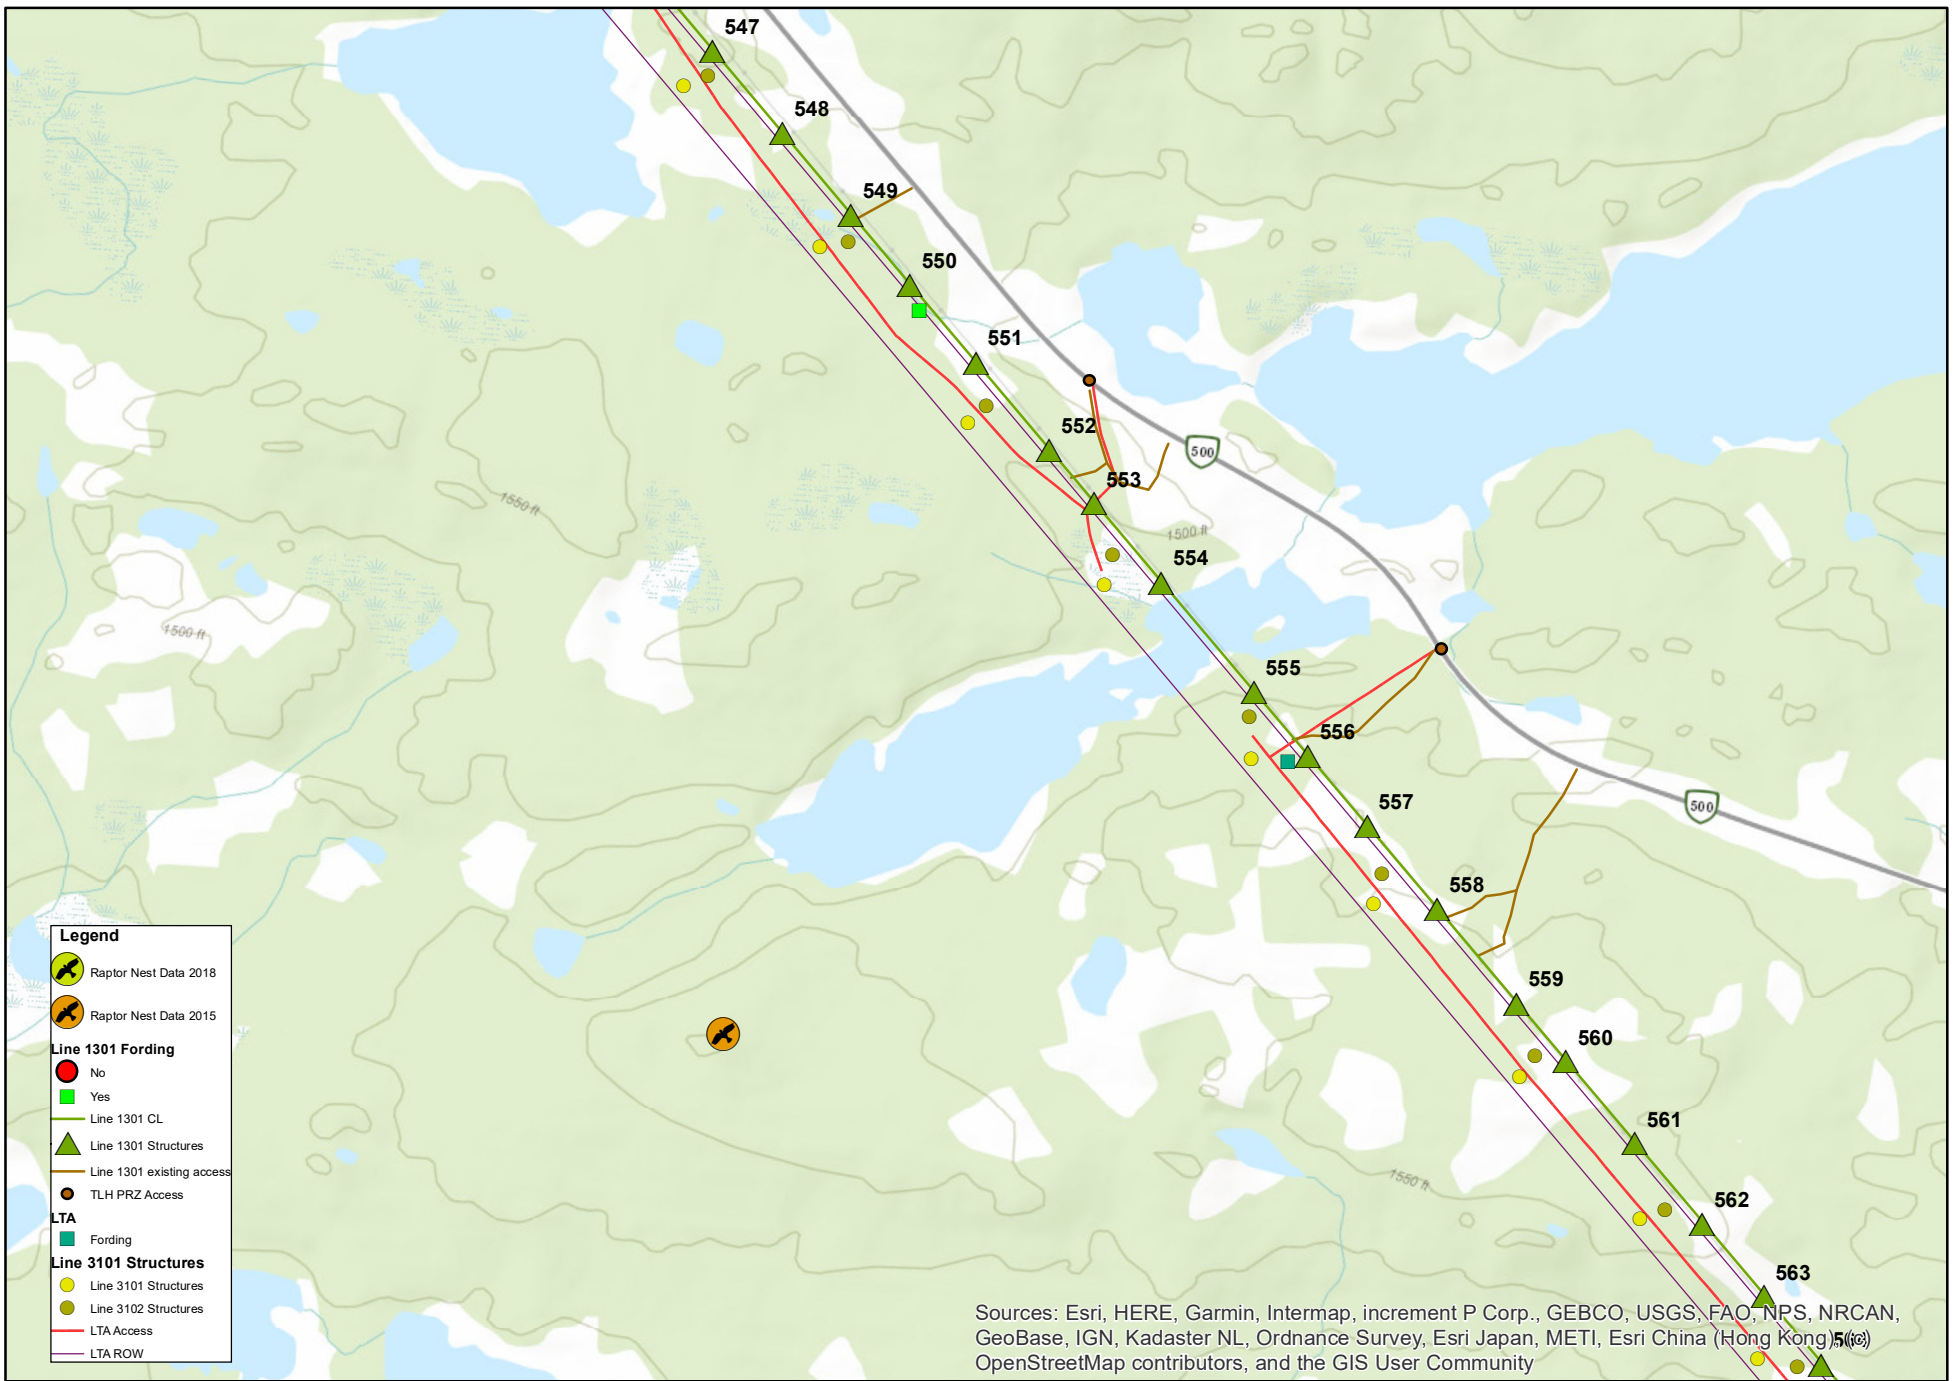 547
548
549
550
551
552
500
553
1550 ft
1500 ft
554
1500 ft
555
556
557
500
558
Legend
Raptor Nest Data 2018
559
Raptor Nest Data 2015
Line 1301 Fording
No
560
Yes
Line 1301 CL
561
Line 1301 Structures
Line 1301 existing access
1550 ft
TLH PRZ Access
562
LTA
Fording
Line 3101 Structures
563
Line 3101 Structures
Line 3102 Structures
LTA Access
LTA ROW
Sources: Esri, HERE, Garmin, Intermap, increment P Corp., GEBCO, USGS, FAO, NPS, NRCAN,
GeoBase, IGN, Kadaster NL, Ordnance Survey, Esri Japan, METI, Esri China (Hong Kong), (c)
OpenStreetMap contributors, and the GIS User Community